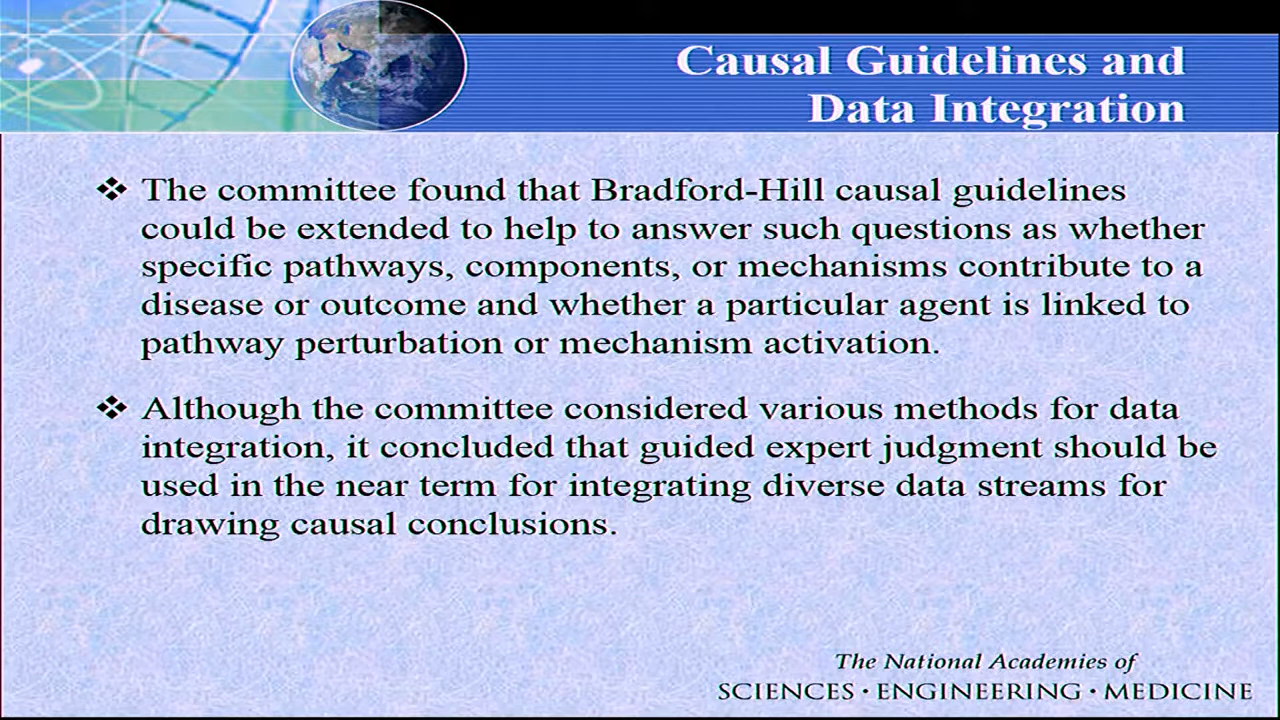 Causal Guidelines and
Data Integration
❖ The committee found that Bradford-Hill causal guidelines
could be extended to help to answer such questions as whether
specific pathways, components, or mechanisms contribute to a
disease or outcome and whether a particular agent is linked to
pathway perturbation or mechanism activation.
❖ Although the committee considered various methods for data
integration, it concluded that guided expert judgment should be
used in the near term for integrating diverse data streams for
drawing causal conclusions.
The National Academies of
SCIENCES · ENGINEERING · MEDICINE